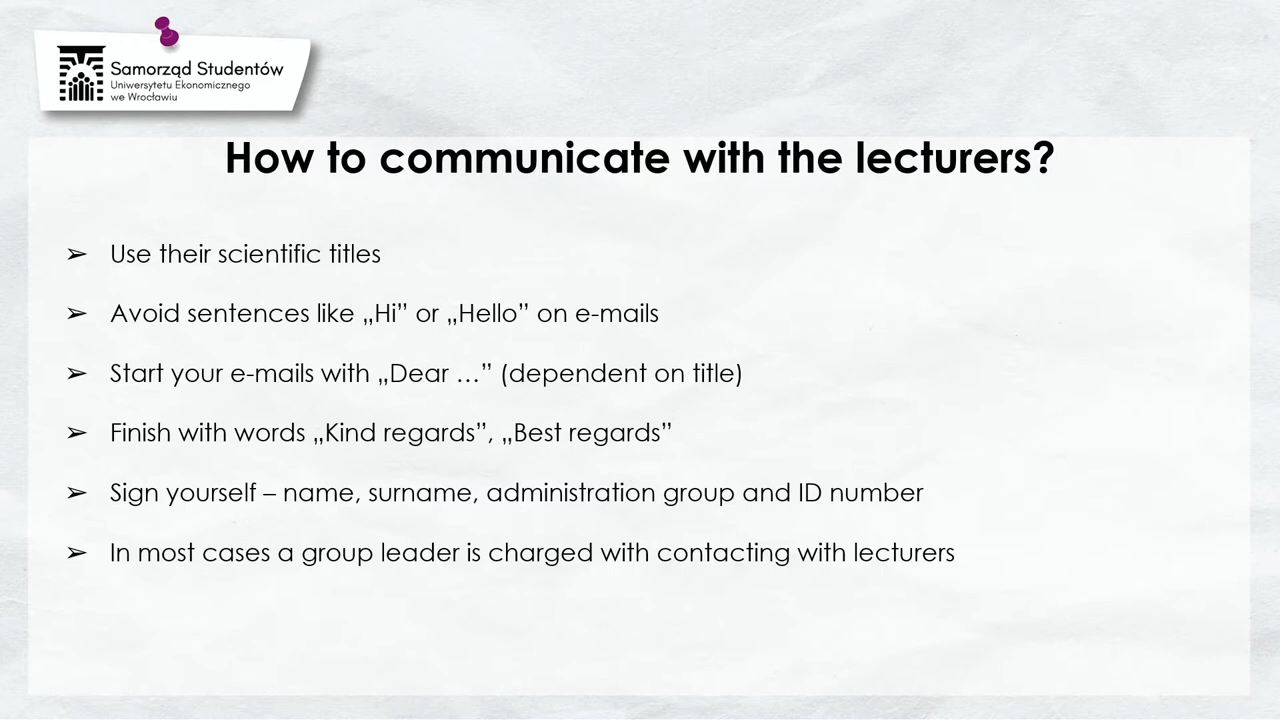 Samorząd Studentów
Uniwersytetu Ekonomicznego
we Wrocławiu
How to communicate with the lecturers?
➢ Use their scientific titles
➢ Avoid sentences like „Hi” or „Hello” on e-mails
➢ Start your e-mails with „Dear …” (dependent on title)
➢ Finish with words „Kind regards”, „Best regards”
➢ Sign yourself – name, surname, administration group and ID number
➢ In most cases a group leader is charged with contacting with lecturers